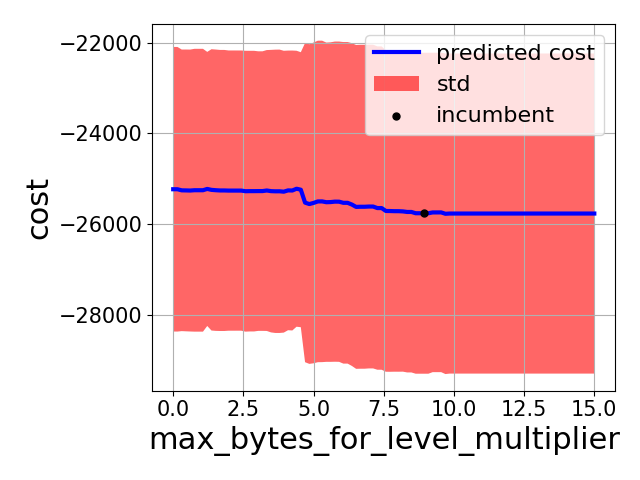 −22000
−24000
−26000
−28000
cost
predicted cost
std
incumbent
0.0 2.5 5.0 7.5 10.0 12.5 15.0
max_bytes_for_level_multiplier